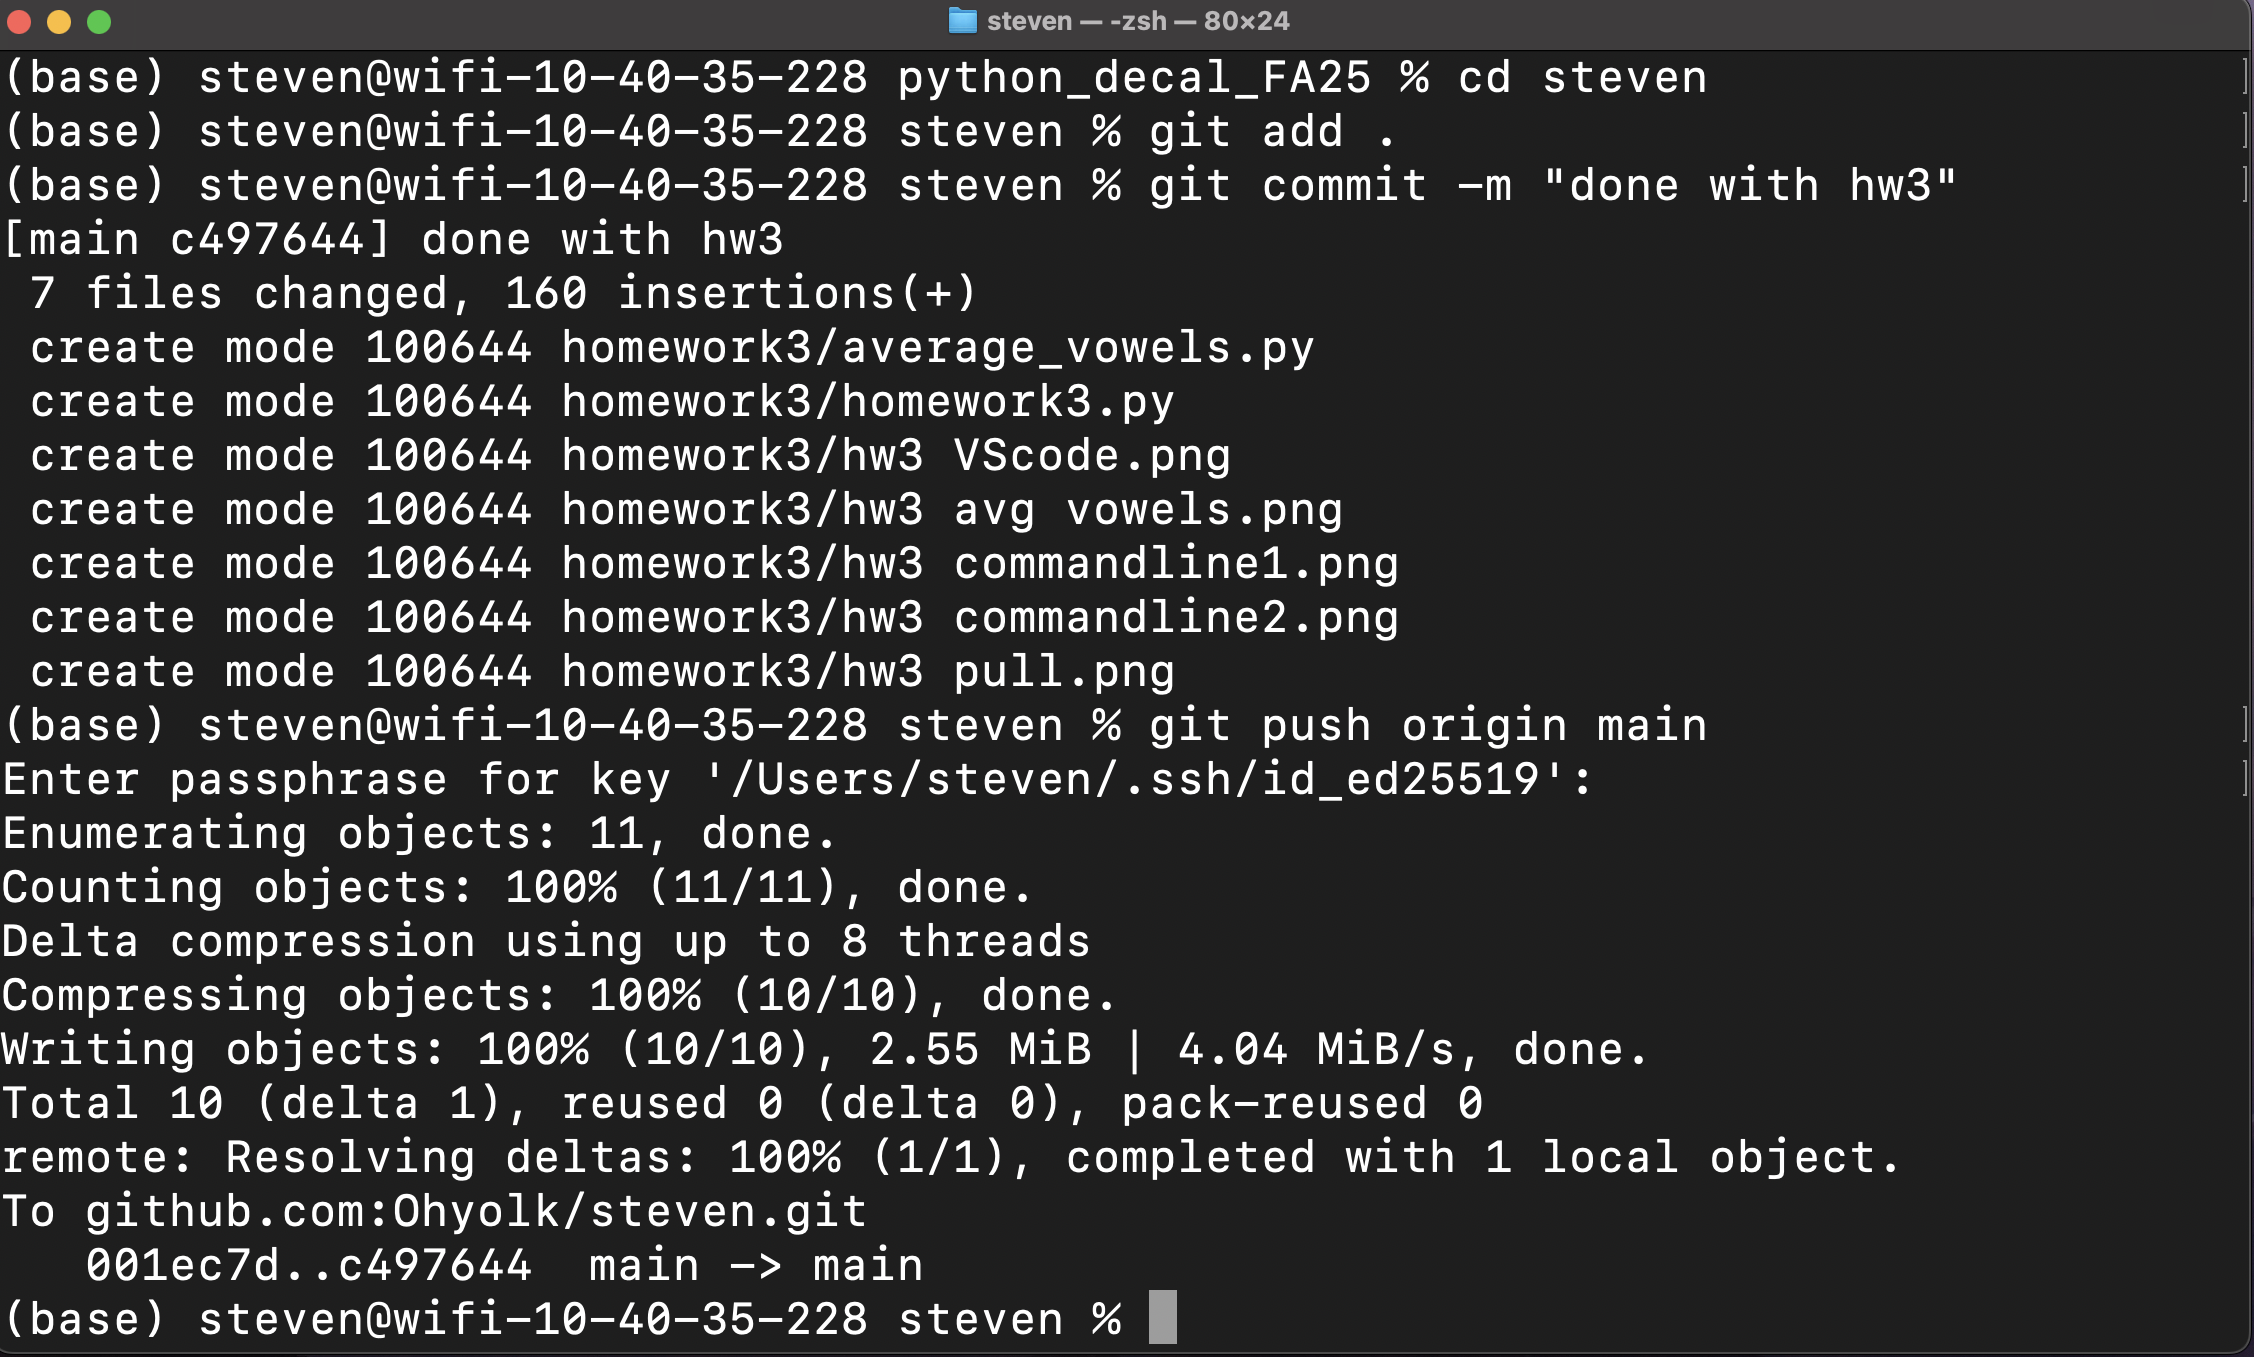 steven — -zsh — 80×24
(base) steven@wifi-10-40-35-228 python_decal_FA25 % cd steven
(base) steven@wifi-10-40-35-228 steven % git add .
(base) steven@wifi-10-40-35-228 steven % git commit -m "done with hw3"
[main c497644] done with hw3
 7 files changed, 160 insertions(+)
 create mode 100644 homework3/average_vowels.py
 create mode 100644 homework3/homework3.py
 create mode 100644 homework3/hw3 VScode.png
 create mode 100644 homework3/hw3 avg vowels.png
 create mode 100644 homework3/hw3 commandline1.png
 create mode 100644 homework3/hw3 commandline2.png
 create mode 100644 homework3/hw3 pull.png
(base) steven@wifi-10-40-35-228 steven % git push origin main
Enter passphrase for key '/Users/steven/.ssh/id_ed25519':
Enumerating objects: 11, done.
Counting objects: 100% (11/11), done.
Delta compression using up to 8 threads
Compressing objects: 100% (10/10), done.
Writing objects: 100% (10/10), 2.55 MiB | 4.04 MiB/s, done.
Total 10 (delta 1), reused 0 (delta 0), pack-reused 0
remote: Resolving deltas: 100% (1/1), completed with 1 local object.
To github.com:Ohyolk/steven.git
   001ec7d..c497644  main -> main
(base) steven@wifi-10-40-35-228 steven %